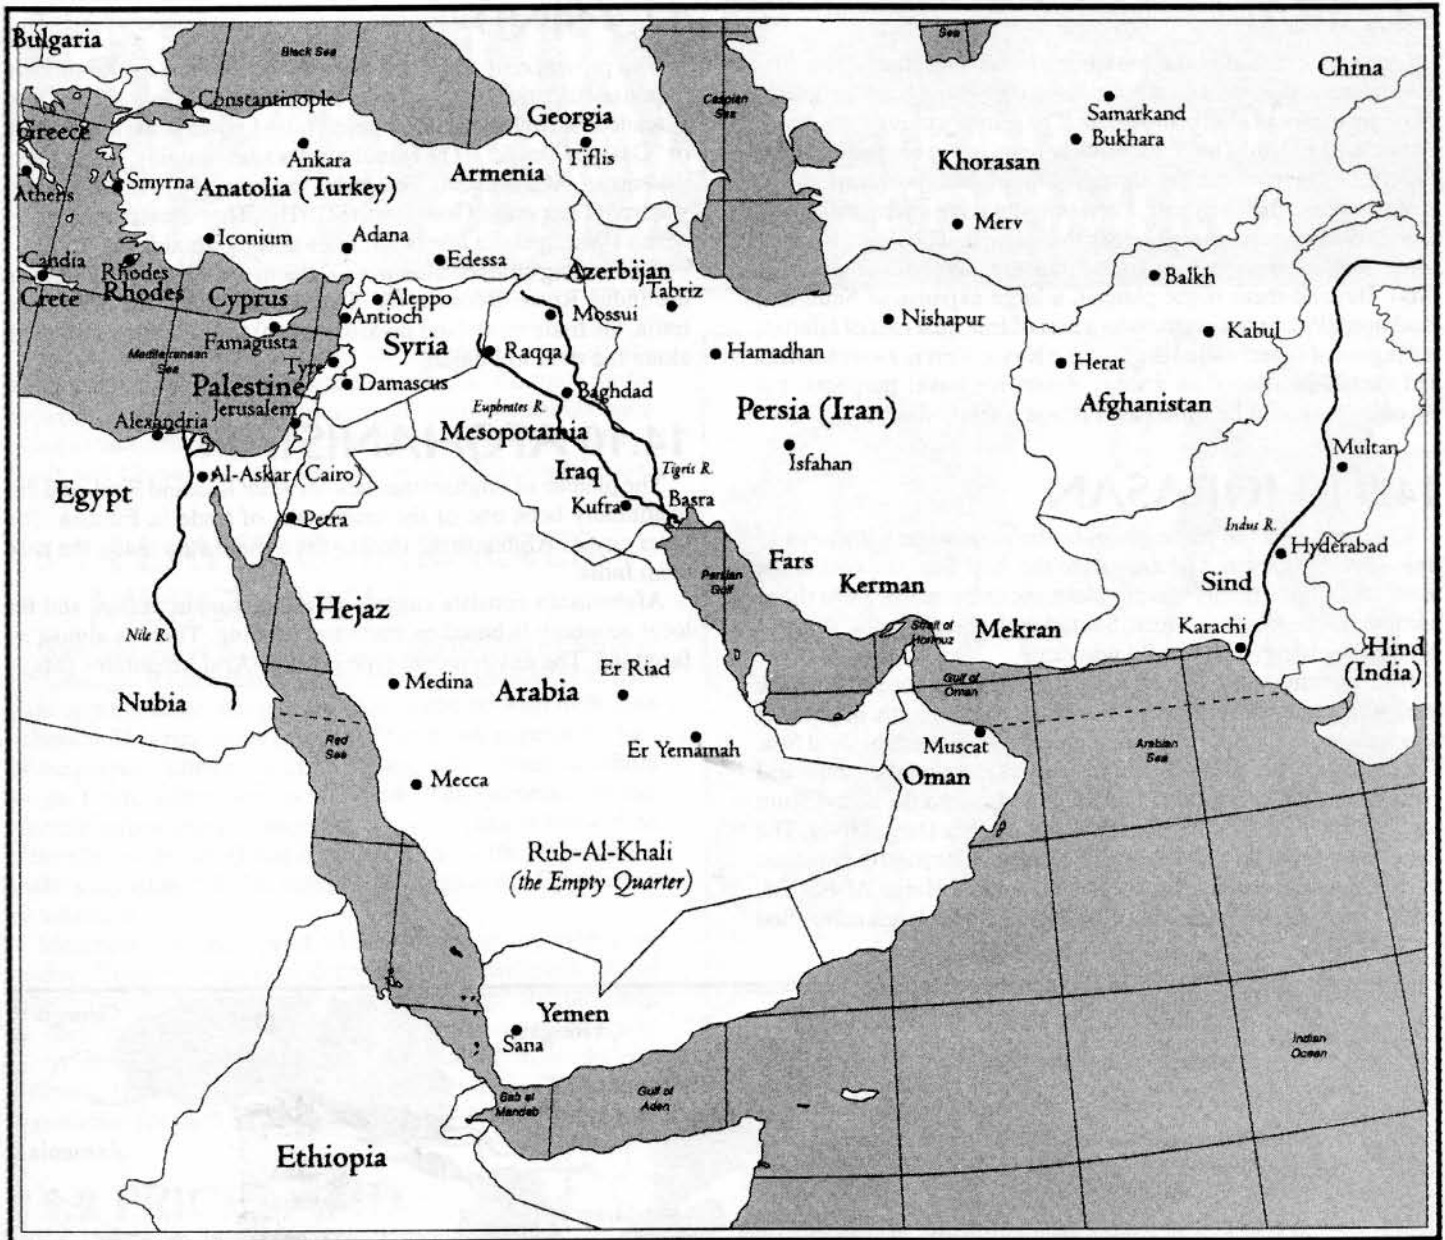 Bulgaria
Black Sea
Sea
China
Constantinople
Caspian
Sea
Samarkand
Bukhara
Greece
Georgia
Ankara
Tiflis
Khorasan
Armenia
Athens
Smyrna
Anatolia (Turkey)
Merv
Iconium
Adana
Candia
Crete
Rhodes
Rhodes
Edessa
Azerbijan
Tabriz
Balkh
Cyprus
Aleppo
Antioch
Mossui
Nishapur
Kabul
Famagusta
Syria
Raqqa
Hamadhan
Mediterranean
Sea
Tyre
Herat
Palestine
Damascus
Baghdad
Afghanistan
Jerusalem
Euphrates R.
Persia (Iran)
Alexandria
Mesopotamia
Multan
Al-Askar (Cairo)
Iraq
Tigris R.
Isfahan
Egypt
Kufra
Basra
Petra
Indus R.
Hyderabad
Fars
Persian
Gulf
Kerman
Sind
Hejaz
Strait of
Hormuz
Mekran
Karachi
Nile R.
Hind
(India)
Er Riad
Medina
Arabia
Gulf of
Oman
Nubia
Red
Sea
Er Yemamah
Muscat
Arabian
Sea
Oman
Mecca
Rub-Al-Khali
(the Empty Quarter)
Yemen
Sana
Indian
Ocean
Bab el
Mandab
Gulf of
Aden
Ethiopia